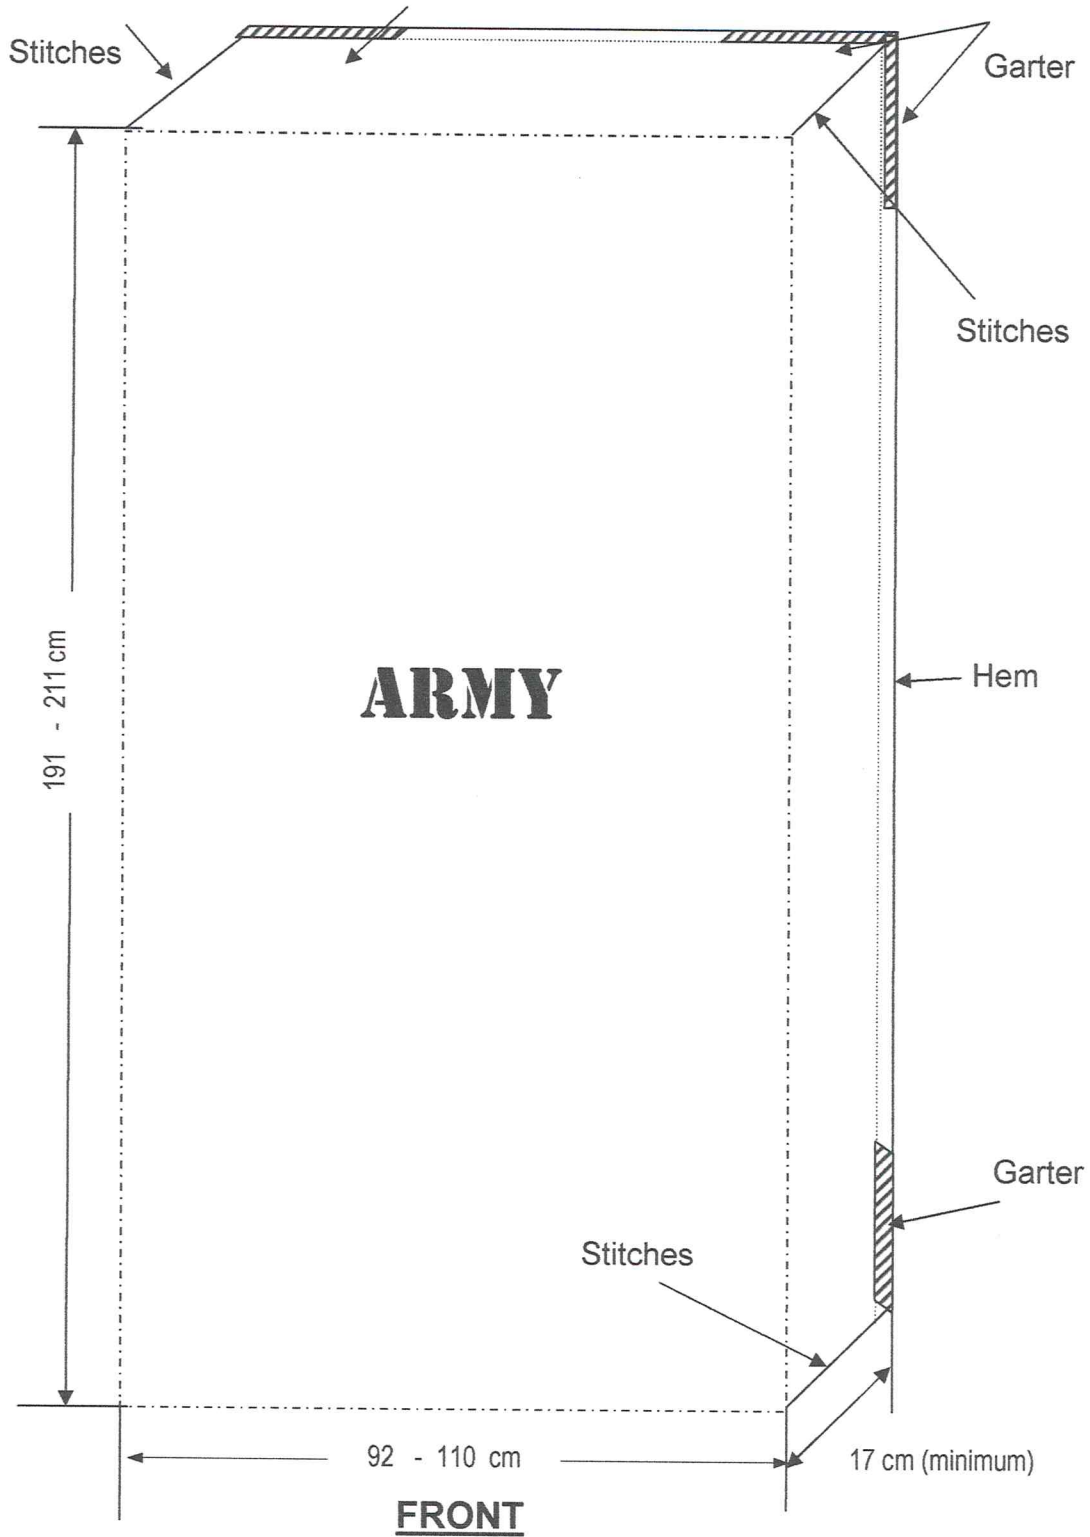 Stitches
Garter
Stitches
191 - 211 cm
ARMY
Hem
Garter
Stitches
92 - 110 cm
17 cm (minimum)
FRONT